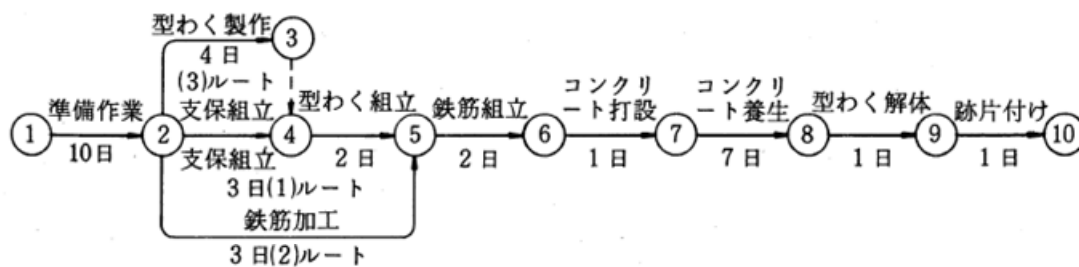 型わく製作
3
4日
(3)ルート
コンクリ
ート打設
コンクリ
ート養生
準備作業
支保組立
型わく組立
鉄筋組立
型わく解体
跡片付け
1
2
4
5
6
7
8
9
10
10日
支保組立
2日
2日
1日
7日
1日
1日
3日(1)ルート
鉄筋加工
3日(2)ルート